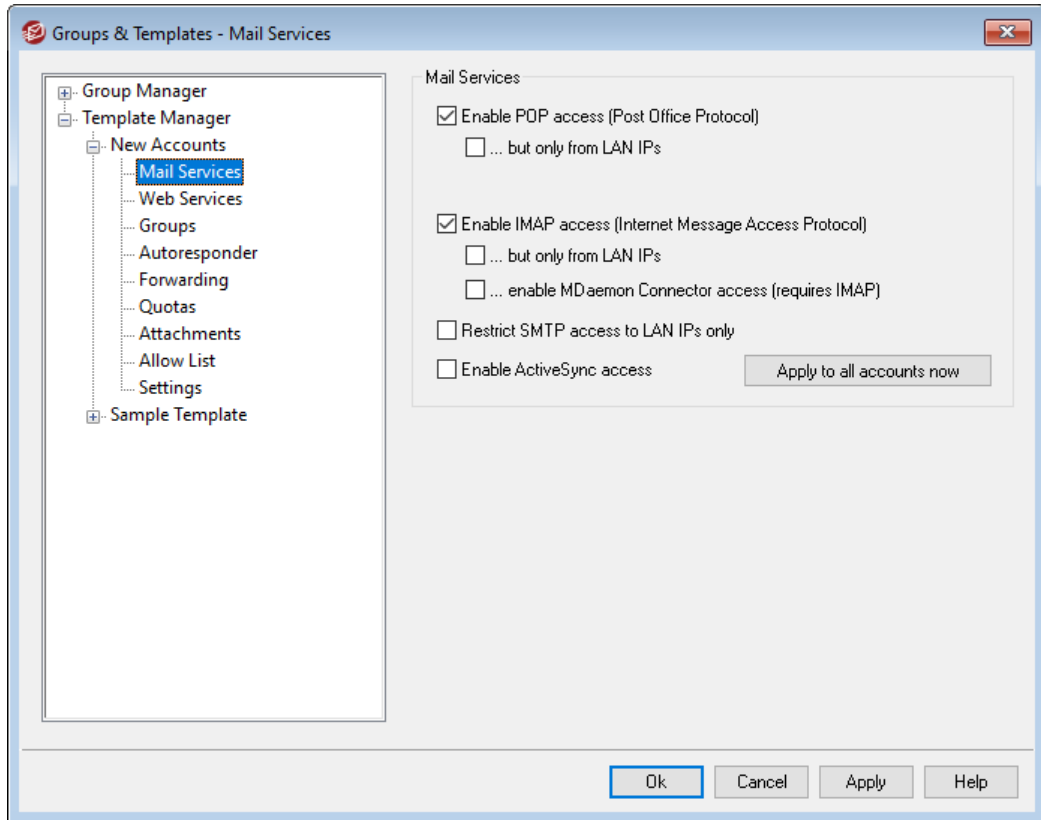 Groups & Templates - Mail Services
Group Manager
Template Manager
New Accounts
Mail Services
Web Services
Groups
Autoresponder
Forwarding
Quotas
Attachments
Allow List
Settings
Sample Template
Mail Services
Enable POP access (Post Office Protocol)
... but only from LAN IPs
Enable IMAP access (Internet Message Access Protocol)
... but only from LAN IPs
... enable MDaemon Connector access (requires IMAP)
Restrict SMTP access to LAN IPs only
Enable ActiveSync access
Apply to all accounts now
Ok
Cancel
Apply
Help